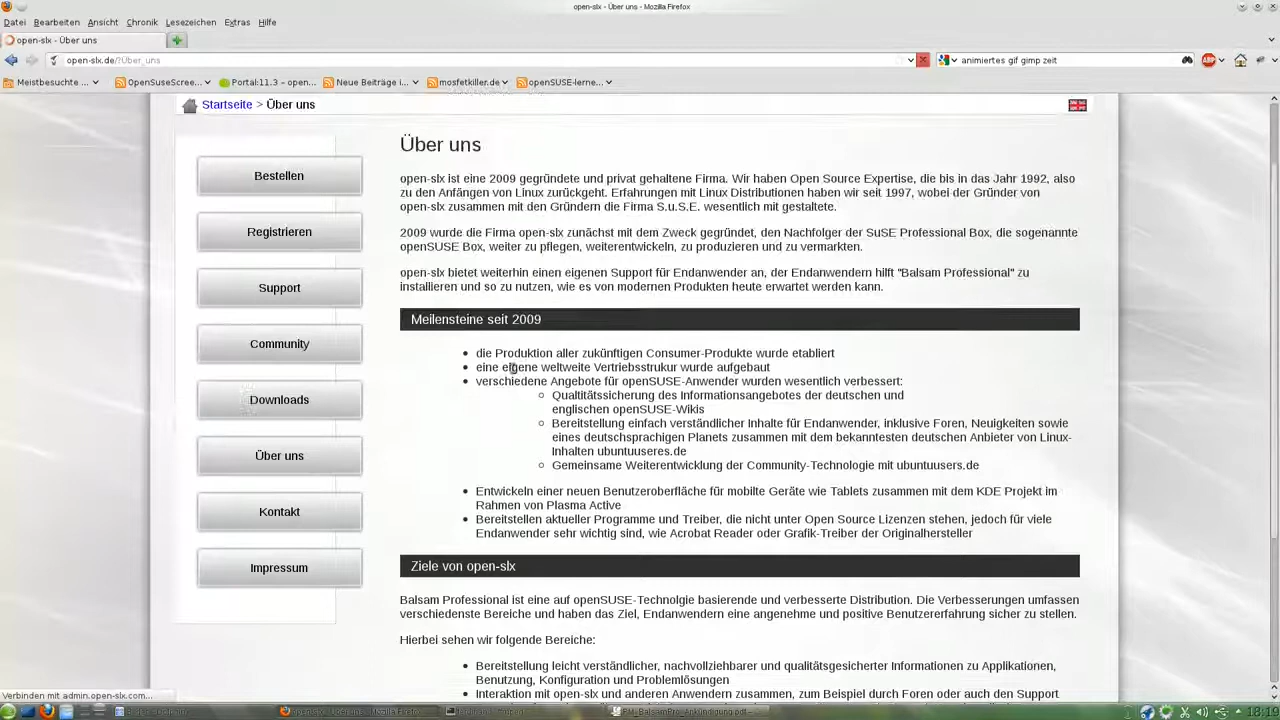 open-slx - Über uns - Mozilla Firefox
Datei Bearbeiten Ansicht Chronik Lesezeichen Extras Hilfe
open-slx - Über uns
open-slx.de/?Über_uns
animiertes gif gimp zeit
Meistbesuchte ... OpenSuseScree... Portal:11.3 – open... Neue Beiträge i... mosfetkiller.de openSUSE-lerne...
Startseite > Über uns
Bestellen
Registrieren
Support
Community
Downloads
Über uns
Kontakt
Impressum
Über uns
open-slx ist eine 2009 gegründete und privat gehaltene Firma. Wir haben Open Source Expertise, die bis in das Jahr 1992, also
zu den Anfängen von Linux zurückgeht. Erfahrungen mit Linux Distributionen haben wir seit 1997, wobei der Gründer von
open-slx zusammen mit den Gründern die Firma S.u.S.E. wesentlich mit gestaltete.
2009 wurde die Firma open-slx zunächst mit dem Zweck gegründet, den Nachfolger der SuSE Professional Box, die sogenannte
openSUSE Box, weiter zu pflegen, weiterentwickeln, zu produzieren und zu vermarkten.
open-slx bietet weiterhin einen eigenen Support für Endanwender an, der Endanwendern hilft "Balsam Professional" zu
installieren und so zu nutzen, wie es von modernen Produkten heute erwartet werden kann.
Meilensteine seit 2009
die Produktion aller zukünftigen Consumer-Produkte wurde etabliert
eine eigene weltweite Vertriebsstrukur wurde aufgebaut
verschiedene Angebote für openSUSE-Anwender wurden wesentlich verbessert:
Qualtitätssicherung des Informationsangebotes der deutschen und
englischen openSUSE-Wikis
Bereitstellung einfach verständlicher Inhalte für Endanwender, inklusive Foren, Neuigkeiten sowie
eines deutschsprachigen Planets zusammen mit dem bekanntesten deutschen Anbieter von Linux-
Inhalten ubuntuuseres.de
Gemeinsame Weiterentwicklung der Community-Technologie mit ubuntuusers.de
Entwickeln einer neuen Benutzeroberfläche für mobilte Geräte wie Tablets zusammen mit dem KDE Projekt im
Rahmen von Plasma Active
Bereitstellen aktueller Programme und Treiber, die nicht unter Open Source Lizenzen stehen, jedoch für viele
Endanwender sehr wichtig sind, wie Acrobat Reader oder Grafik-Treiber der Originalhersteller
Ziele von open-slx
Balsam Professional ist eine auf openSUSE-Technolgie basierende und verbesserte Distribution. Die Verbesserungen umfassen
verschiedenste Bereiche und haben das Ziel, Endanwendern eine angenehme und positive Benutzererfahrung sicher zu stellen.
Hierbei sehen wir folgende Bereiche:
Bereitstellung leicht verständlicher, nachvollziehbarer und qualitätsgesicherter Informationen zu Applikationen,
Benutzung, Konfiguration und Problemlösungen
Interaktion mit open-slx und anderen Anwendern zusammen, zum Beispiel durch Foren oder auch den Support
Verbinden mit admin.open-slx.com...
18:19